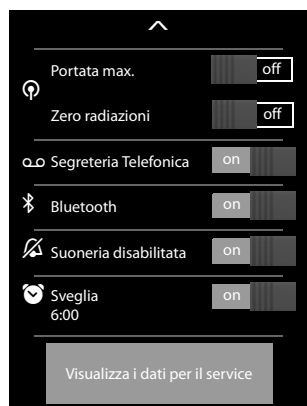 Portata max. off
Zero radiazioni off
Segreteria Telefonica on
Bluetooth on
Suoneria disabilitata on
Sveglia on
6:00
Visualizza i dati per il service